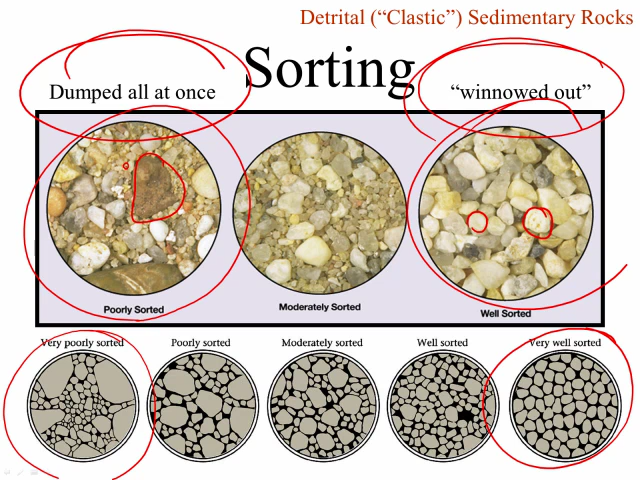 Detrital (“Clastic”) Sedimentary Rocks
Sorting
Dumped all at once
“winnowed out”
Poorly Sorted
Moderately Sorted
Well Sorted
Very poorly sorted
Poorly sorted
Moderately sorted
Well sorted
Very well sorted